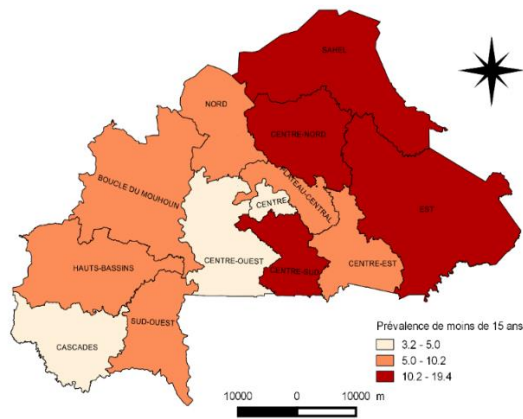 SAHEL
NORD
CENTRE-NORD
BOUCLE DU MOUHOUN
PLATEAU-CENTRAL
EST
CENTRE
HAUTS-BASSINS
CENTRE-OUEST
CENTRE-SUD
CENTRE-EST
SUD-OUEST
CASCADES
Prévalence de moins de 15 ans
3.2 - 5.0
5.0 - 10.2
10.2 - 19.4
10000 0 10000 m